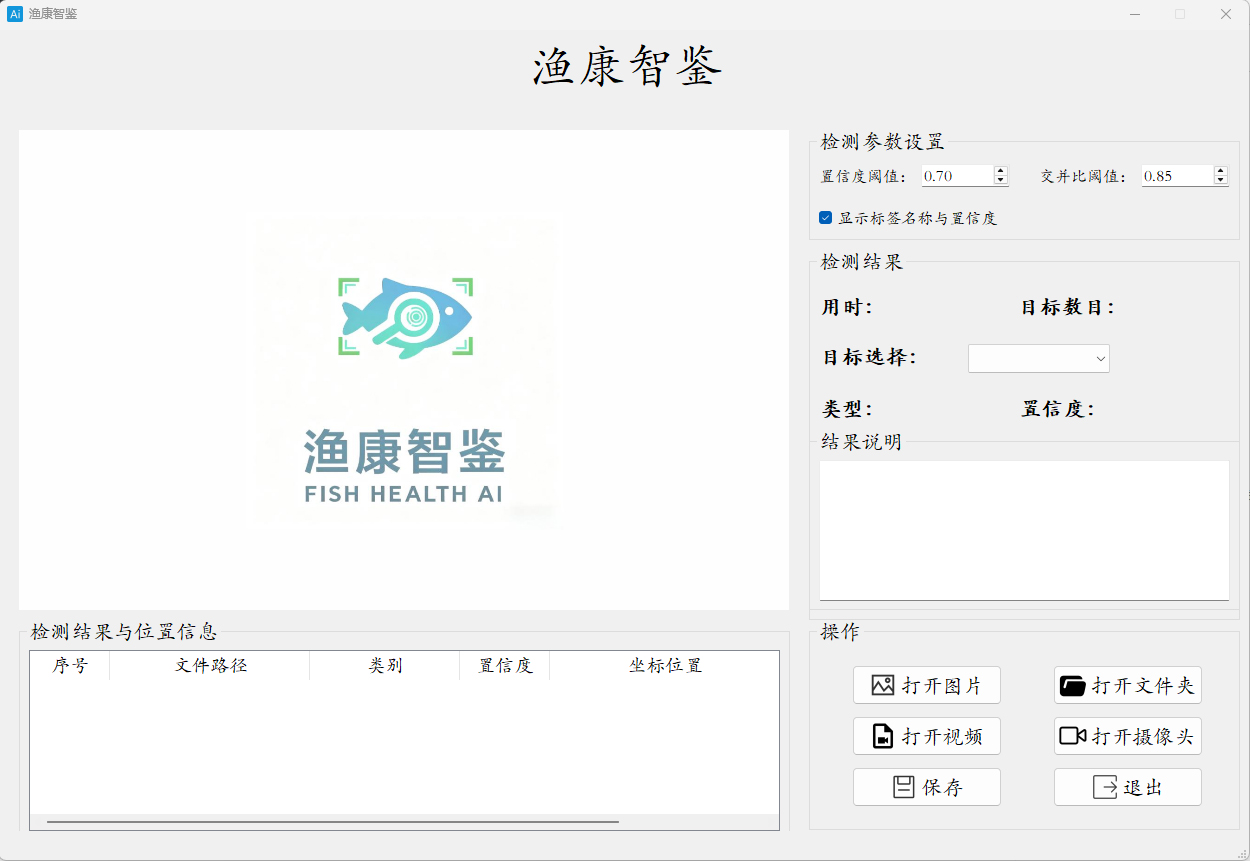 Ai 渔康智鉴
渔康智鉴
渔康智鉴
FISH HEALTH AI
检测参数设置
置信度阈值： 0.70 交并比阈值： 0.85
显示标签名称与置信度
检测结果
用时： 目标数目：
目标选择：
类型： 置信度：
结果说明
检测结果与位置信息
序号 文件路径 类别 置信度 坐标位置
操作
打开图片 打开文件夹
打开视频 打开摄像头
保存 退出